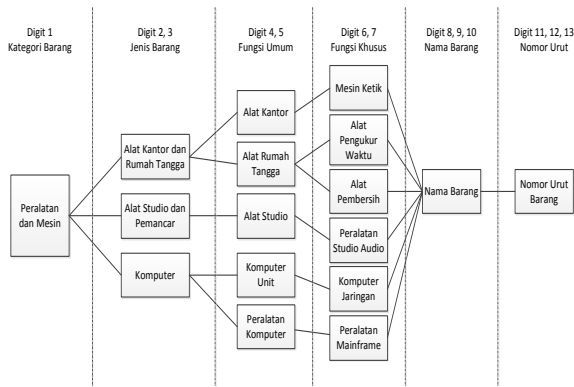 Digit 1
Kategori Barang
Digit 2, 3
Jenis Barang
Digit 4, 5
Fungsi Umum
Digit 6, 7
Fungsi Khusus
Digit 8, 9, 10
Nama Barang
Digit 11, 12, 13
Nomor Urut
Peralatan
dan Mesin
Alat Kantor dan
Rumah Tangga
Alat Studio dan
Pemancar
Komputer
Alat Kantor
Alat Rumah
Tangga
Alat Studio
Komputer
Unit
Peralatan
Komputer
Mesin Ketik
Alat
Pengukur
Waktu
Alat
Pembersih
Peralatan
Studio Audio
Komputer
Jaringan
Peralatan
Mainframe
Nama Barang
Nomor Urut
Barang